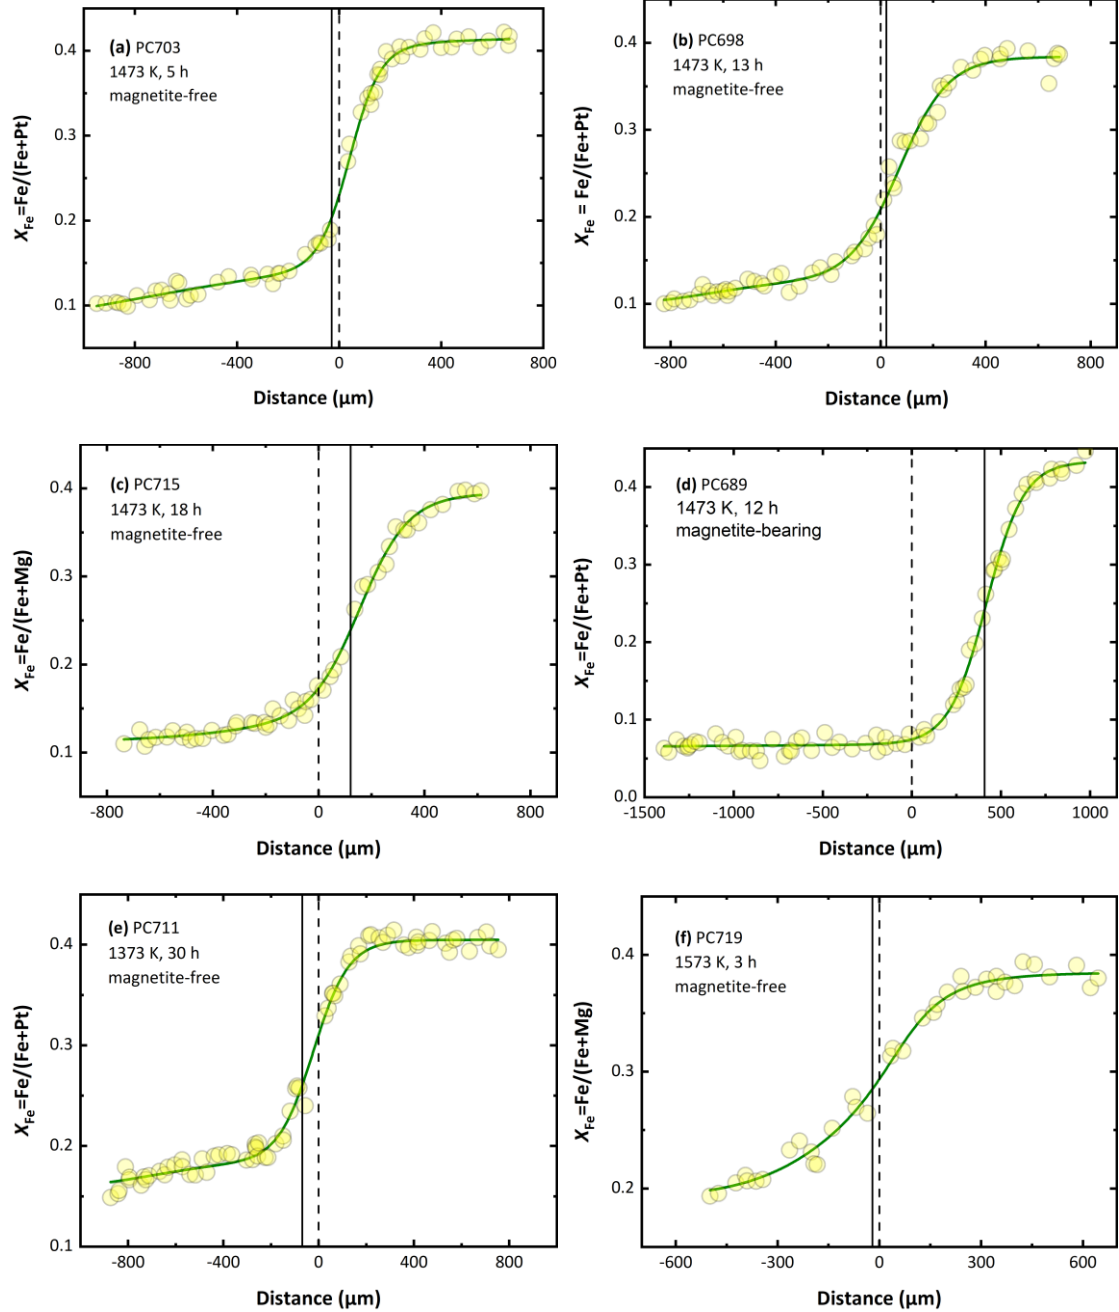 (a) PC703
1473 K, 5 h
magnetite-free
0.4
0.3
0.2
0.1
X_Fe=Fe/(Fe+Pt)
-800 -400 0 400 800
Distance (µm)
(b) PC698
1473 K, 13 h
magnetite-free
0.4
0.3
0.2
0.1
X_Fe = Fe/(Fe+Pt)
-800 -400 0 400 800
Distance (µm)
(c) PC715
1473 K, 18 h
magnetite-free
0.4
0.3
0.2
0.1
X_Fe=Fe/(Fe+Mg)
-800 -400 0 400 800
Distance (µm)
(d) PC689
1473 K, 12 h
magnetite-bearing
0.4
0.3
0.2
0.1
0.0
X_Fe=Fe/(Fe+Pt)
-1500 -1000 -500 0 500 1000
Distance (µm)
(e) PC711
1373 K, 30 h
magnetite-free
0.4
0.3
0.2
0.1
X_Fe=Fe/(Fe+Pt)
-800 -400 0 400 800
Distance (µm)
(f) PC719
1573 K, 3 h
magnetite-free
0.4
0.3
0.2
X_Fe=Fe/(Fe+Mg)
-600 -300 0 300 600
Distance (µm)